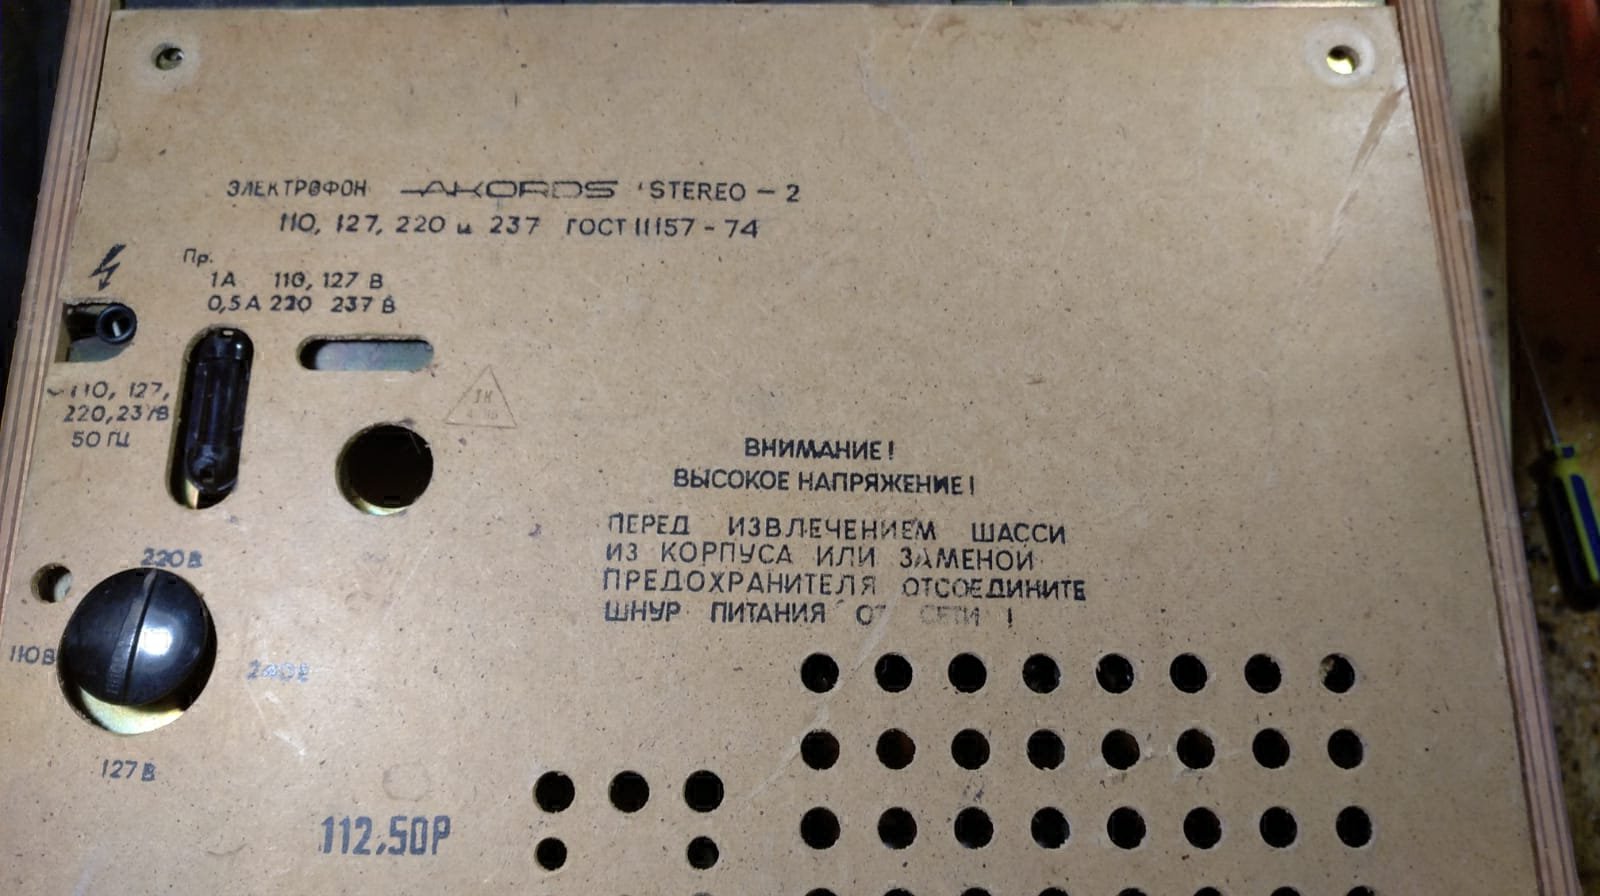 ЭЛЕКТРОФОН AKORDS STEREO - 2
110, 127, 220 и 237 ГОСТ 11157 - 74
Пр.
1А 110, 127 В
0,5А 220 237 В
~110, 127,
220, 237В
50 ГЦ
ВНИМАНИЕ!
ВЫСОКОЕ НАПРЯЖЕНИЕ!
ПЕРЕД ИЗВЛЕЧЕНИЕМ ШАССИ
ИЗ КОРПУСА ИЛИ ЗАМЕНОЙ
ПРЕДОХРАНИТЕЛЯ ОТСОЕДИНИТЕ
ШНУР ПИТАНИЯ ОТ СЕТИ !
220В
110В
127В
112,50Р